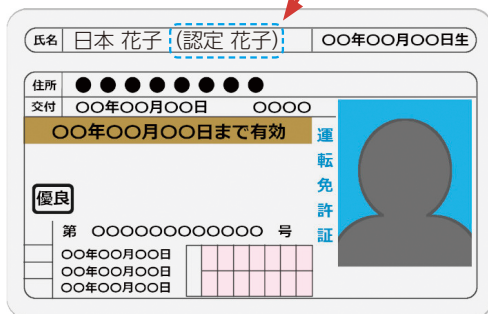 氏名 日本 花子 (認定 花子) 〇〇年〇〇月〇〇日生
住所 ●●●●●●●●
交付 〇〇年〇〇月〇〇日 〇〇〇〇
〇〇年〇〇月〇〇日まで有効
運転免許証
優良
第 〇〇〇〇〇〇〇〇〇〇〇〇 号
〇〇年〇〇月〇〇日
〇〇年〇〇月〇〇日
〇〇年〇〇月〇〇日